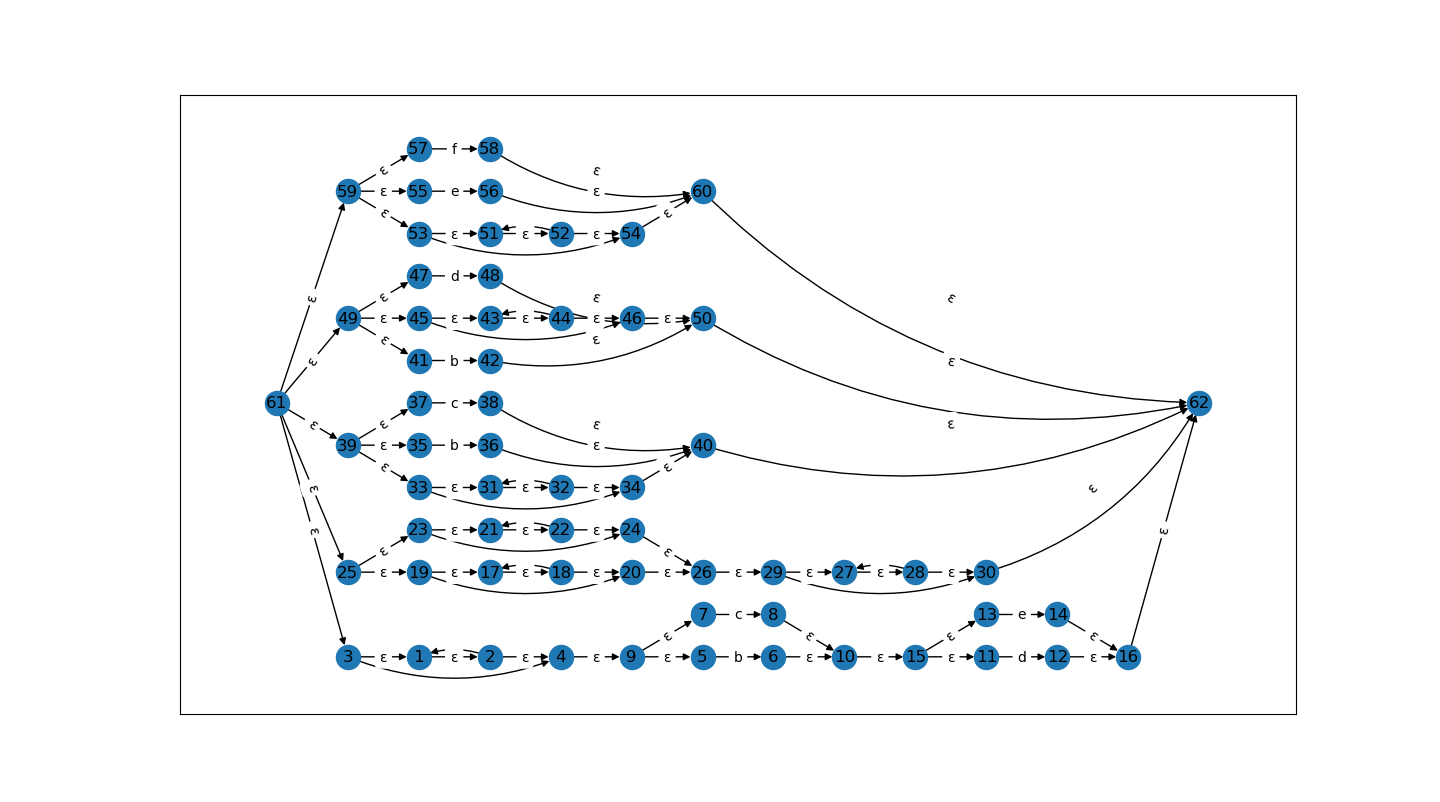 57 f 58
ε ε
59 ε 55 e 56 ε 60
ε ε
53 ε 51 ε 52 ε 54
47 d 48
ε ε ε ε
49 ε 45 ε 43 ε 44 ε 46 ε 50
ε ε
ε 41 b 42 ε
61 37 c 38 62
ε ε ε ε
39 ε 35 b 36 ε 40
ε ε
33 ε 31 ε 32 ε 34
ε ε
23 ε 21 ε 22 ε 24
ε ε ε ε
25 ε 19 ε 17 ε 18 ε 20 ε 26 ε 29 ε 27 ε 28 ε 30
7 c 8 13 e 14
ε ε ε ε
3 ε 1 ε 2 ε 4 ε 9 ε 5 b 6 ε 10 ε 15 ε 11 d 12 ε 16